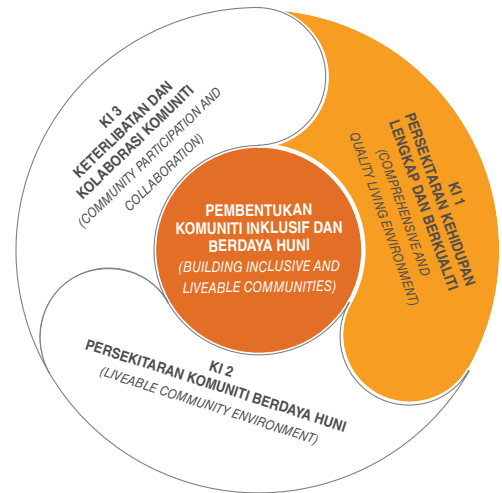 PEMBENTUKAN
KOMUNITI INKLUSIF DAN
BERDAYA HUNI
(BUILDING INCLUSIVE AND
LIVEABLE COMMUNITIES)
KI 1
PERSEKITARAN KEHIDUPAN
LENGKAP DAN BERKUALITI
(COMPREHENSIVE AND
QUALITY LIVING ENVIRONMENT)
KI 2
PERSEKITARAN KOMUNITI BERDAYA HUNI
(LIVEABLE COMMUNITY ENVIRONMENT)
KI 3
KETERLIBATAN DAN
KOLABORASI KOMUNITI
(COMMUNITY PARTICIPATION AND
COLLABORATION)